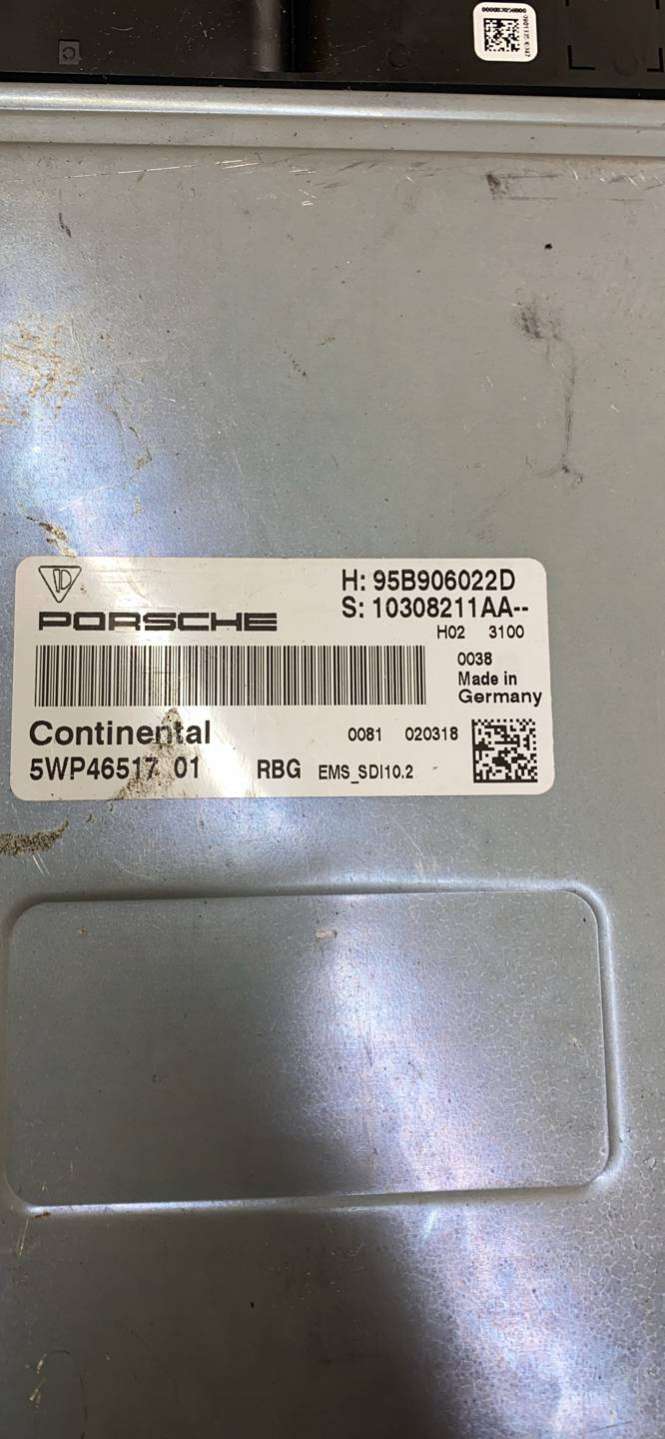 H: 95B906022D
PORSCHE
S: 10308211AA--
H02 3100
0038
Made in
Germany
Continental
0081 020318
5WP46517 01 RBG EMS_SDI10.2